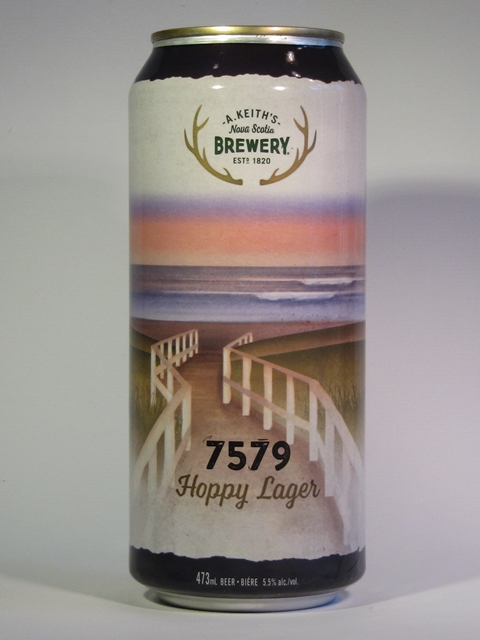 -A.KEITH'S-
Nova Scotia
BREWERY.
ESTD 1820
7579
Hoppy Lager
473mL BEER • BIÈRE 5.5% alc./vol.